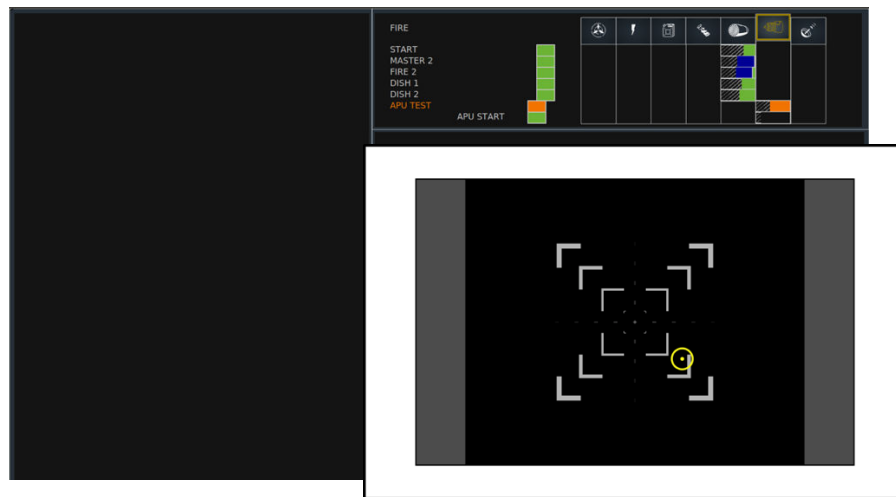 FIRE
START
MASTER 2
FIRE 2
DISH 1
DISH 2
APU TEST
APU START